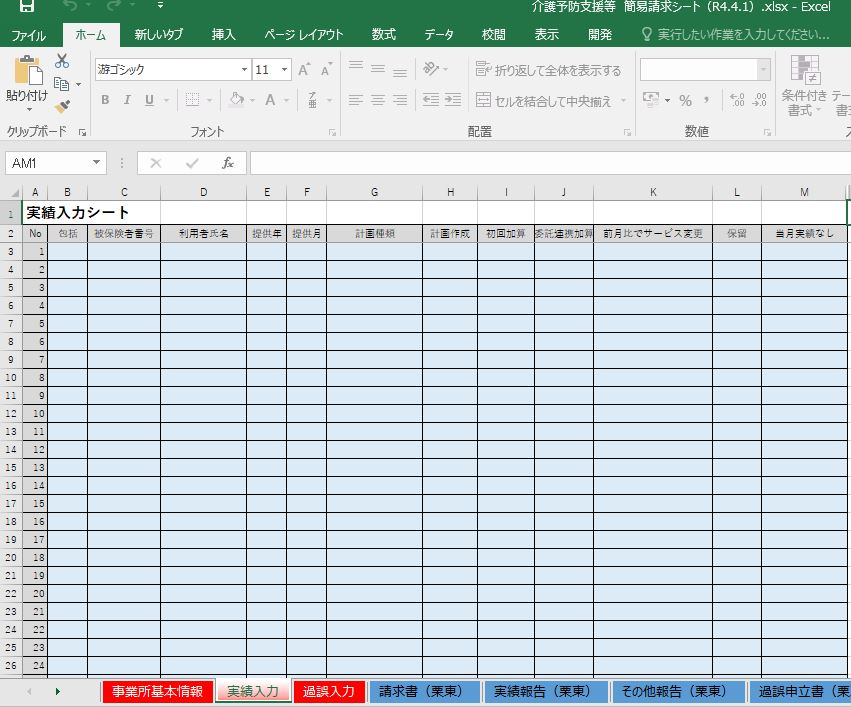 介護予防支援等 簡易請求シート（R4.4.1）.xlsx - Excel
ファイル ホーム 新しいタブ 挿入 ページ レイアウト 数式 データ 校閲 表示 開発 実行したい作業を入力してください...
貼り付け
游ゴシック 11
折り返して全体を表示する
B I U
セルを結合して中央揃え
% ,
条件付き
書式
クリップボード フォント 配置 数値
AM1 fx
A B C D E F G H I J K L M
1 実績入力シート
2 No 包括 被保険者番号 利用者氏名 提供年 提供月 計画種類 計画作成 初回加算 委託連携加算 前月比でサービス変更 保留 当月実績なし
3 1
4 2
5 3
6 4
7 5
8 6
9 7
10 8
11 9
12 10
13 11
14 12
15 13
16 14
17 15
18 16
19 17
20 18
21 19
22 20
23 21
24 22
25 23
26 24
事業所基本情報 実績入力 過誤入力 請求書（栗東） 実績報告（栗東） その他報告（栗東） 過誤申立書（栗